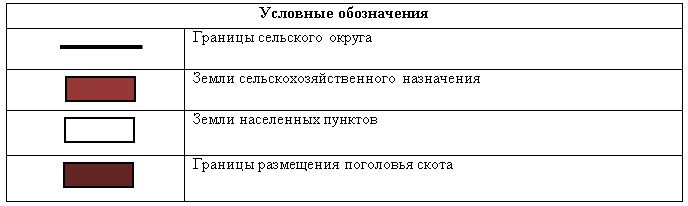 Условные обозначения
Границы сельского округа
Земли сельскохозяйственного назначения
Земли населенных пунктов
Границы размещения поголовья скота